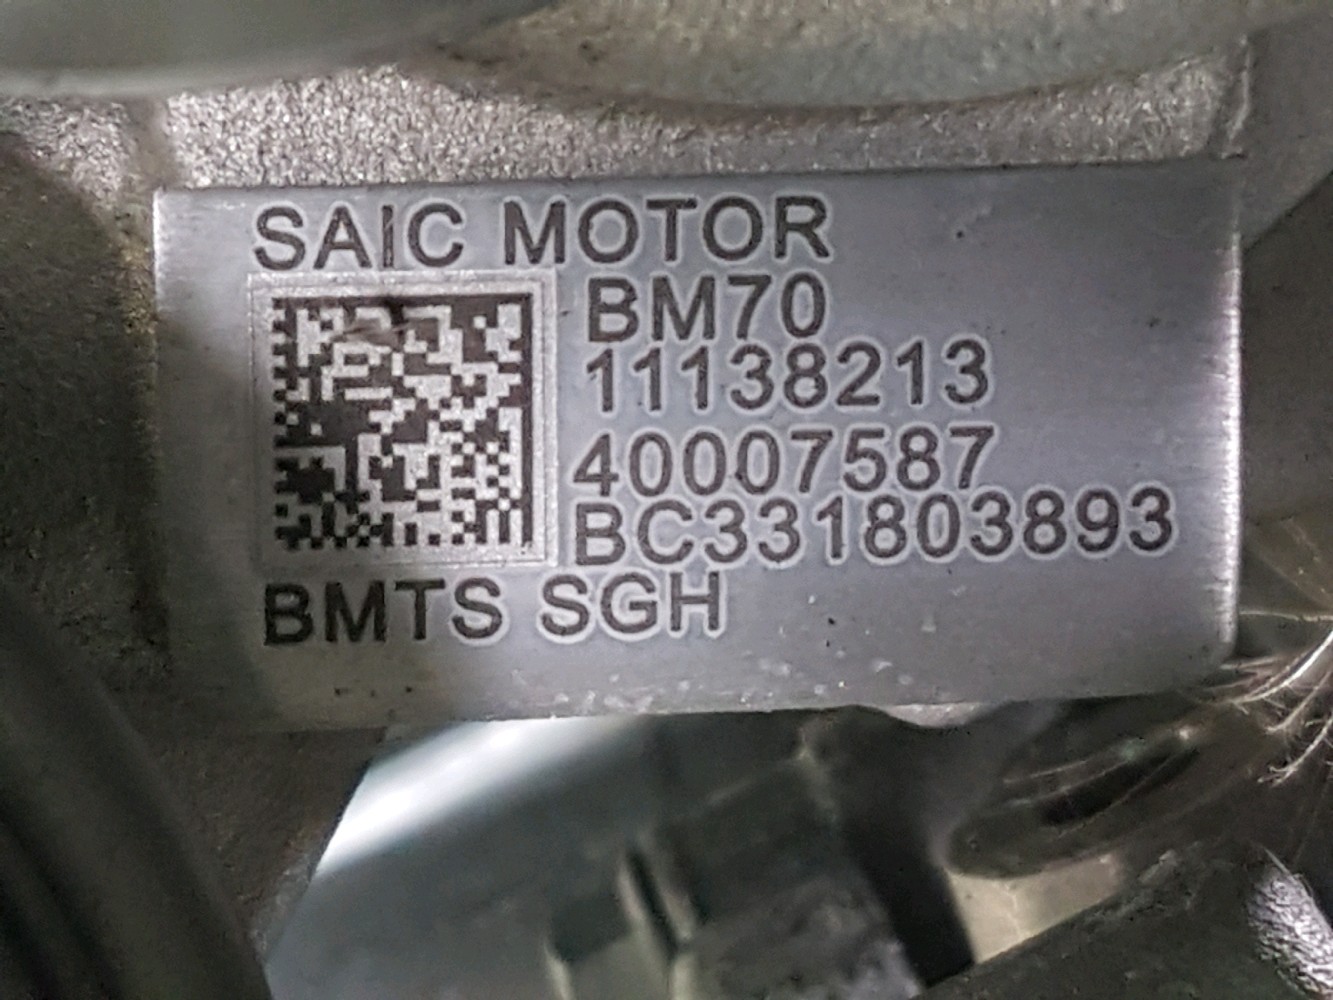 SAIC MOTOR
BM70
11138213
40007587
BC331803893
BMTS SGH